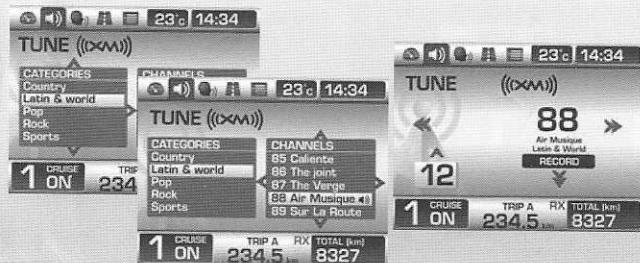 23°c 14:34
TUNE ((XM))
CATEGORIES
Country
Latin & world
Pop
Rock
Sports
CHANNELS
1 CRUISE ON
TRIP
234
23°c 14:34
TUNE ((XM))
CATEGORIES
Country
Latin & world
Pop
Rock
Sports
CHANNELS
85 Caliente
86 The joint
87 The Verge
88 Air Musique
89 Sur La Route
1 CRUISE ON
TRIP A RX
234.5 km
TOTAL (km)
8327
23°c 14:34
TUNE ((XM))
88
Air Musique
Latin & World
RECORD
12
1 CRUISE ON
TRIP A RX
234.5 km
TOTAL (km)
8327